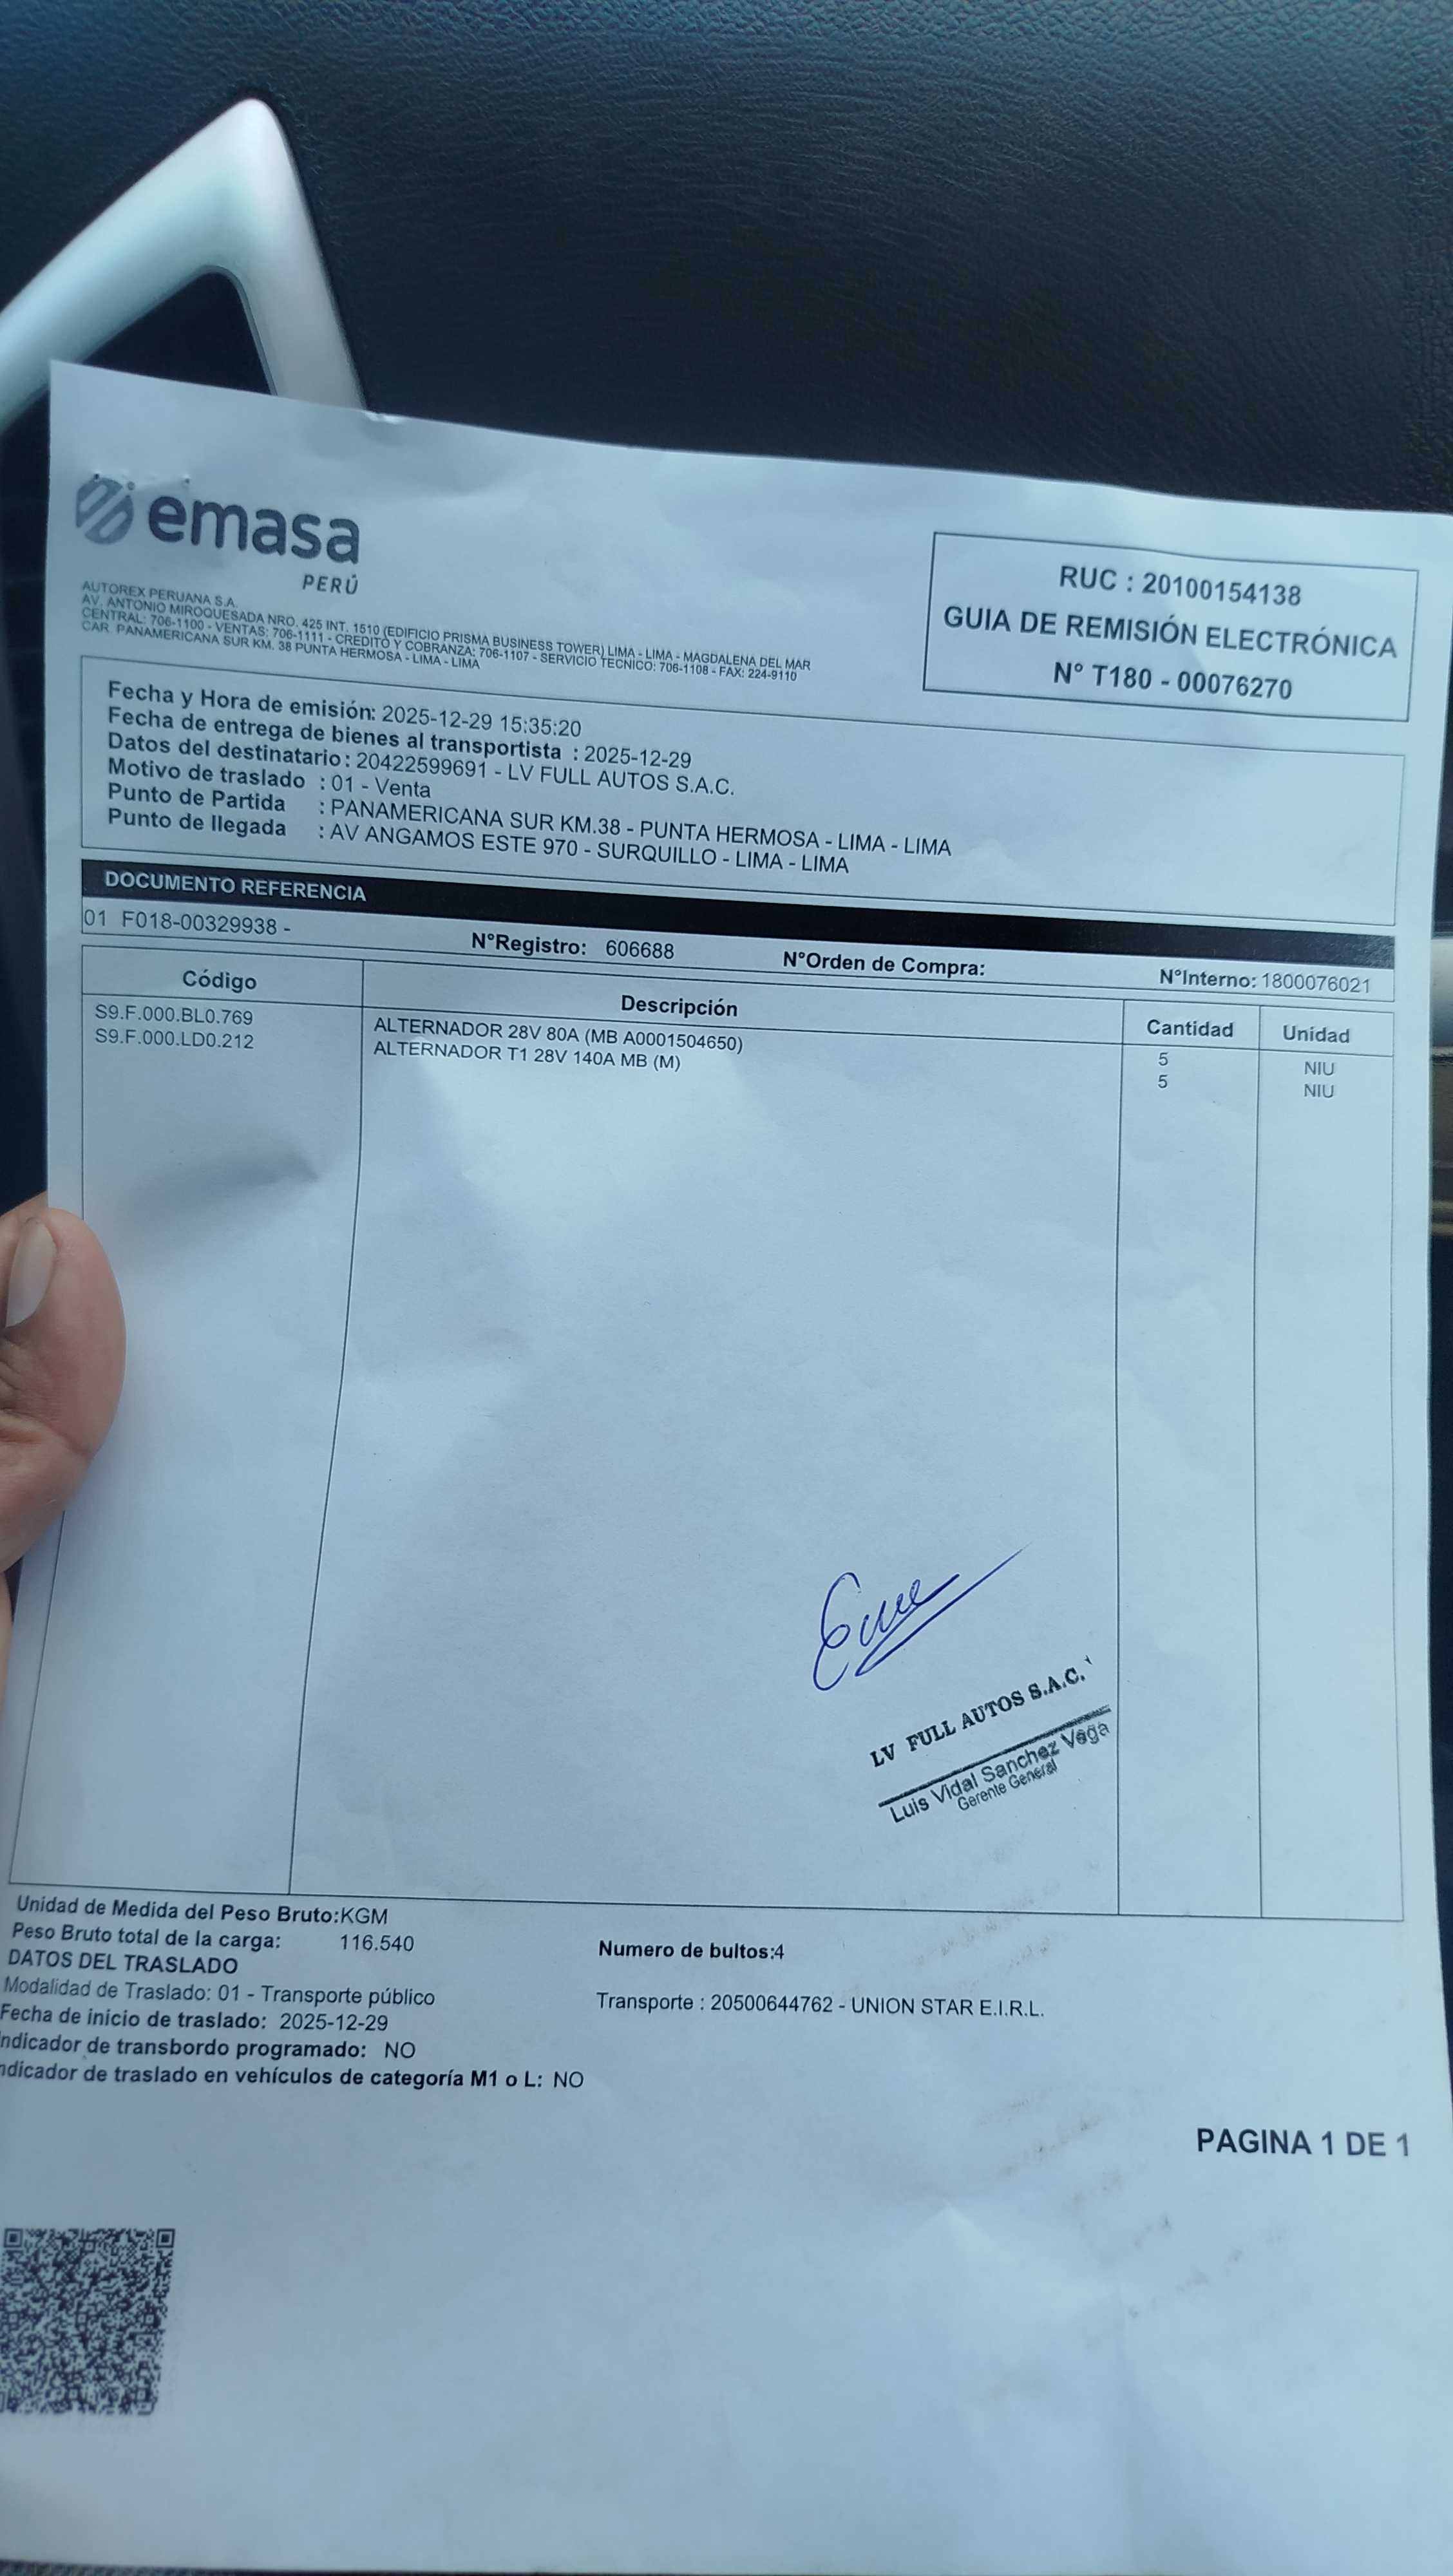 emasa
PERÚ
AUTOREX PERUANA S.A.
AV. ANTONIO MIROQUESADA NRO. 425 INT. 1510 (EDIFICIO PRISMA BUSINESS TOWER) LIMA - LIMA - MAGDALENA DEL MAR
CENTRAL: 706-1100 - VENTAS: 706-1111 - CREDITO Y COBRANZA: 706-1107 - SERVICIO TECNICO: 706-1108 - FAX: 224-9110
CAR. PANAMERICANA SUR KM. 38 PUNTA HERMOSA - LIMA - LIMA
RUC : 20100154138
GUIA DE REMISIÓN ELECTRÓNICA
N° T180 - 00076270
Fecha y Hora de emisión: 2025-12-29 15:35:20
Fecha de entrega de bienes al transportista : 2025-12-29
Datos del destinatario : 20422599691 - LV FULL AUTOS S.A.C.
Motivo de traslado : 01 - Venta
Punto de Partida : PANAMERICANA SUR KM.38 - PUNTA HERMOSA - LIMA - LIMA
Punto de llegada : AV ANGAMOS ESTE 970 - SURQUILLO - LIMA - LIMA
DOCUMENTO REFERENCIA
01 F018-00329938 - N°Registro: 606688 N°Orden de Compra: N°Interno: 1800076021
Código Descripción Cantidad Unidad
S9.F.000.BL0.769 ALTERNADOR 28V 80A (MB A0001504650) 5 NIU
S9.F.000.LD0.212 ALTERNADOR T1 28V 140A MB (M) 5 NIU
LV FULL AUTOS S.A.C.
Luis Vidal Sanchez Vega
Gerente General
Unidad de Medida del Peso Bruto:KGM
Peso Bruto total de la carga: 116.540 Numero de bultos:4
DATOS DEL TRASLADO
Modalidad de Traslado: 01 - Transporte público Transporte : 20500644762 - UNION STAR E.I.R.L.
Fecha de inicio de traslado: 2025-12-29
ndicador de transbordo programado: NO
ndicador de traslado en vehículos de categoría M1 o L: NO
PAGINA 1 DE 1